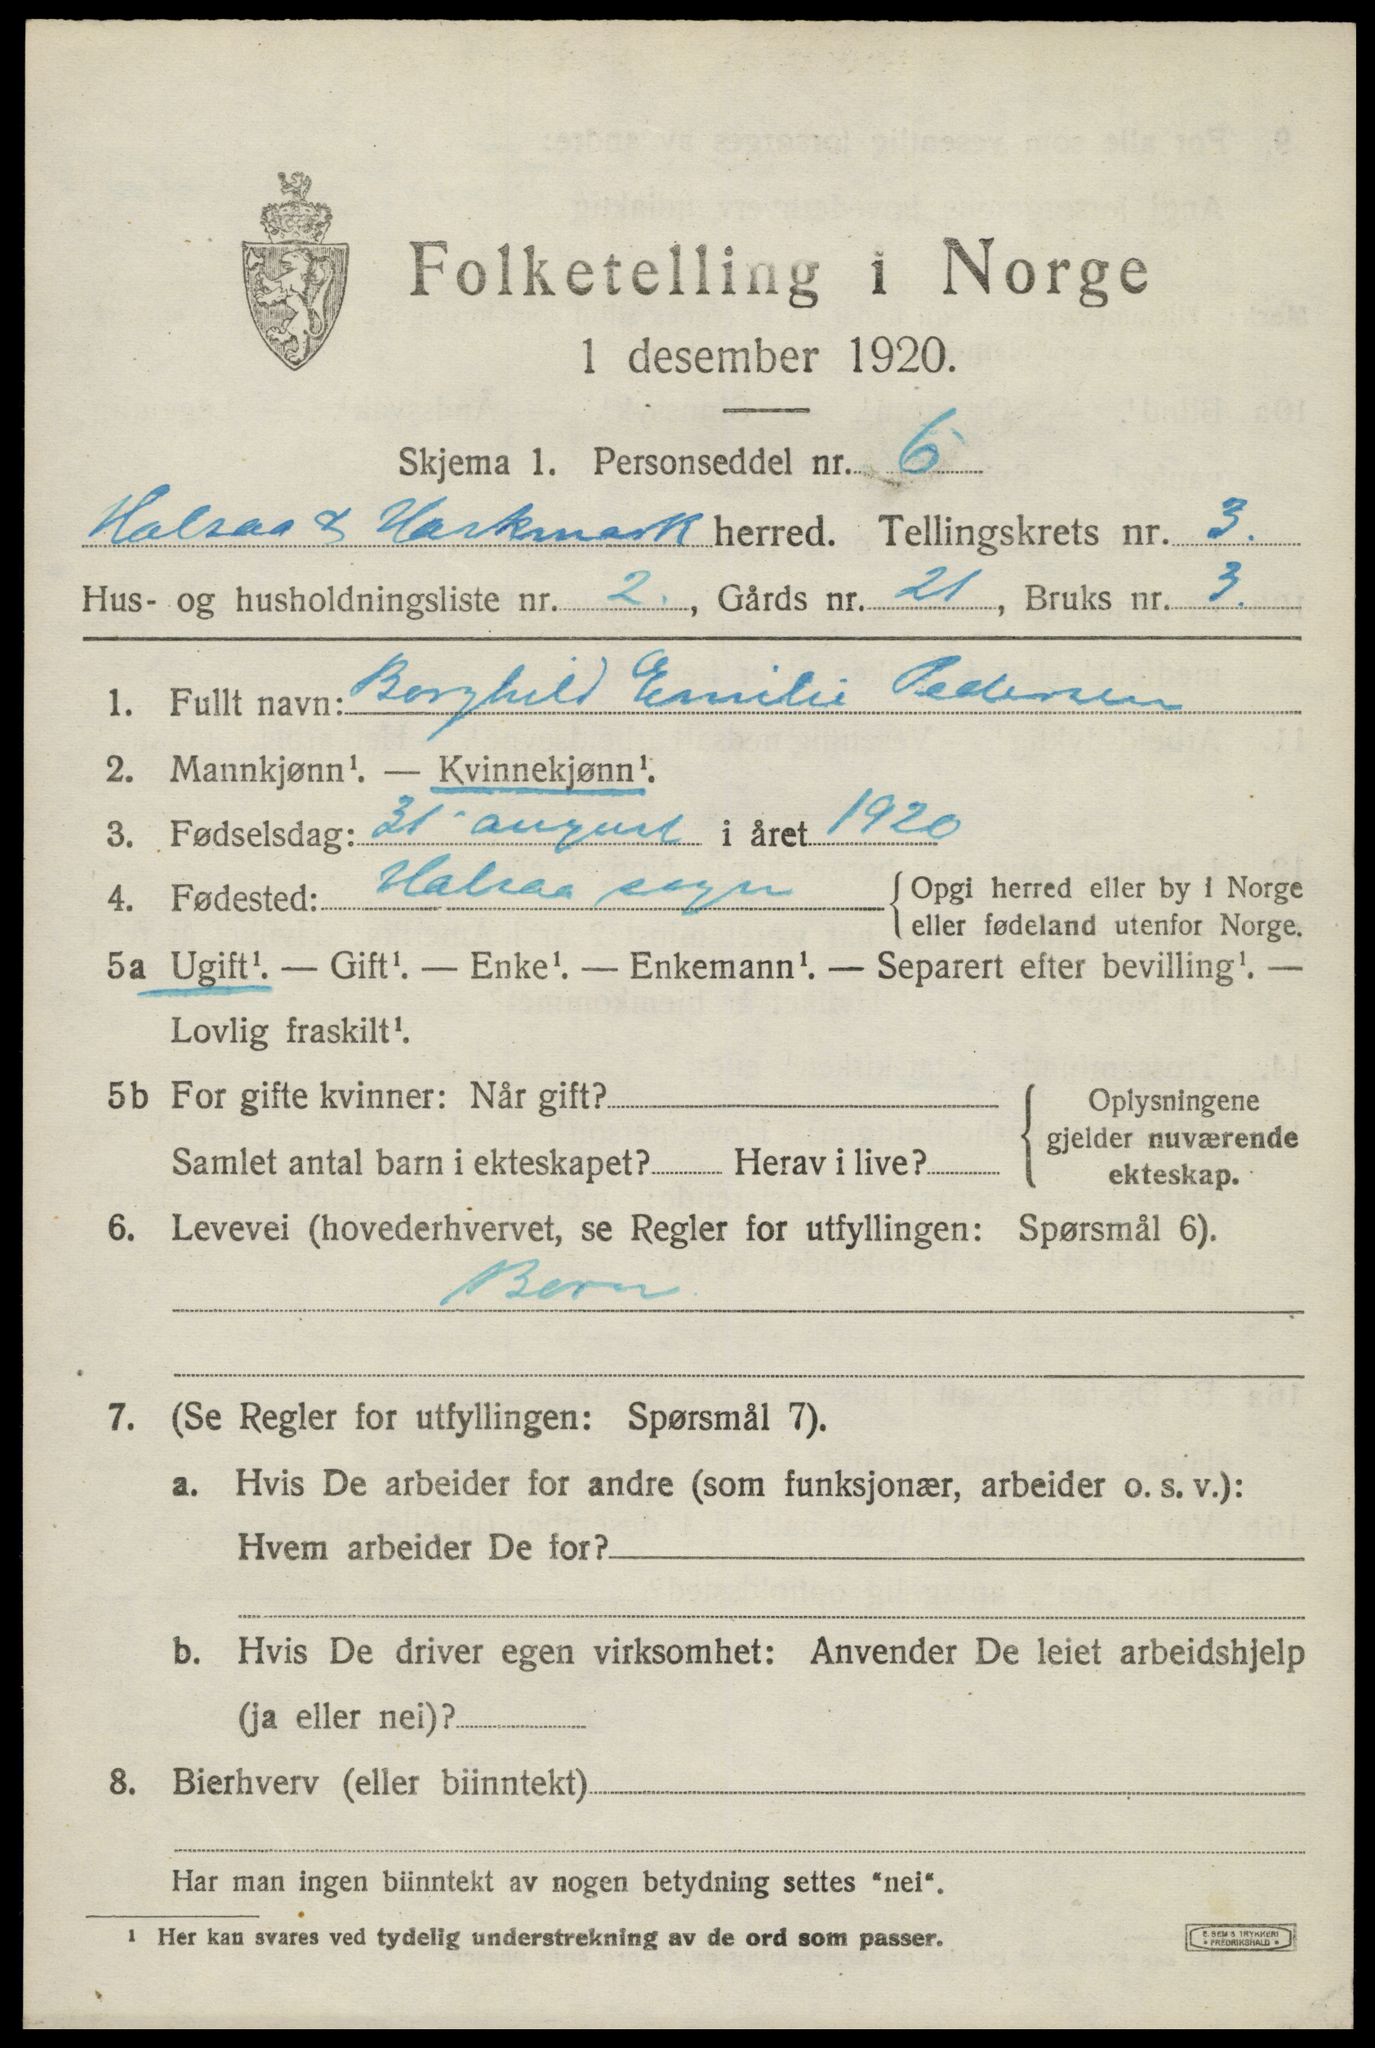 Folketelling i Norge
1 desember 1920.
Skjema 1. Personseddel nr. 6
Halsaa & Harkmark herred. Tellingskrets nr. 3.
Hus- og husholdningsliste nr. 2., Gårds nr. 21, Bruks nr. 3.
1. Fullt navn: Borghild Emilie Pedersen
2. Mannkjønn¹. — Kvinnekjønn¹.
3. Fødselsdag: 31 august i året 1920
4. Fødested: Halsaa sogn { Opgi herred eller by i Norge
eller fødeland utenfor Norge.
5a Ugift¹. — Gift¹. — Enke¹. — Enkemann¹. — Separert efter bevilling¹. —
Lovlig fraskilt¹.
5b For gifte kvinner: Når gift?
Samlet antal barn i ekteskapet? Herav i live?
{ Oplysningene
gjelder nuværende
ekteskap.
6. Levevei (hovederhvervet, se Regler for utfyllingen: Spørsmål 6).
Barn
7. (Se Regler for utfyllingen: Spørsmål 7).
a. Hvis De arbeider for andre (som funksjonær, arbeider o. s. v.):
Hvem arbeider De for?
b. Hvis De driver egen virksomhet: Anvender De leiet arbeidshjelp
(ja eller nei)?
8. Bierhverv (eller biinntekt)
Har man ingen biinntekt av nogen betydning settes "nei".
¹ Her kan svares ved tydelig understrekning av de ord som passer.
E. SEM'S TRYKKERI
FREDRIKSHALD